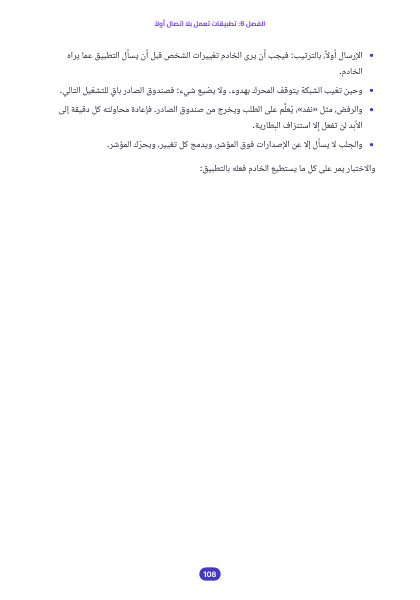 الفصل 6: تطبيقات تعمل بلا اتصال أولاً
• الإرسال أولاً، بالترتيب: فيجب أن يرى الخادم تغييرات الشخص قبل أن يسأل التطبيق عما يراه
الخادم.
• وحين تغيب الشبكة يتوقف المحرك بهدوء. ولا يضيع شيء: فصندوق الصادر باقٍ للتشغيل التالي.
• والرفض، مثل «نفد»، يُعلَّم على الطلب ويخرج من صندوق الصادر. فإعادة محاولته كل دقيقة إلى
الأبد لن تفعل إلا استنزاف البطارية.
• والجلب لا يسأل إلا عن الإصدارات فوق المؤشر، ويدمج كل تغيير، ويحرّك المؤشر.
والاختبار يمر على كل ما يستطيع الخادم فعله بالتطبيق:
108